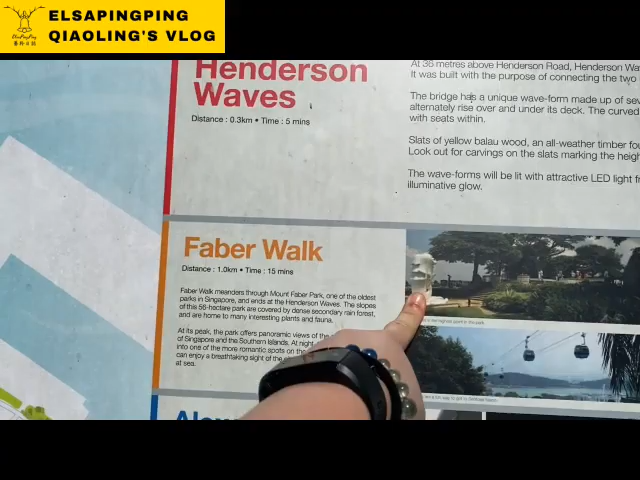 ELSAPINGPING
QIAOLING'S VLOG
Henderson
Waves
Distance : 0.3km • Time : 5 mins
At 36 metres above Henderson Road, Henderson
It was built with the purpose of connecting the two
The bridge has a unique wave-form made up of
alternately rise over and under its deck. The curved
with seats within.
Slats of yellow balau wood, an all-weather timber
Look out for carvings on the slats marking the
The wave-forms will be lit with attractive LED light
illuminative glow.
Faber Walk
Distance : 1.0km • Time : 15 mins
Faber Walk meanders through Mount Faber Park, one of the oldest
parks in Singapore, and ends at the Henderson Waves. The slopes
of this 56-hectare park are covered by dense secondary rain forest,
and are home to many interesting plants and fauna.
At its peak, the park offers panoramic views of the
of Singapore and the Southern Islands. At night,
into one of the more romantic spots on the
can enjoy a breathtaking sight of the
at sea.